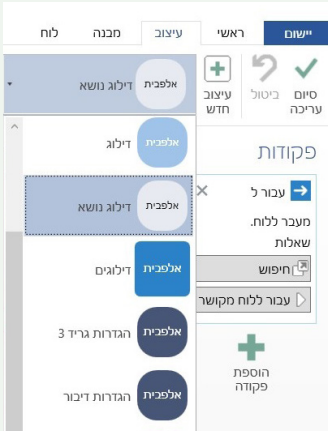 יישום
ראשי
עיצוב
מבנה
לוח
סיום
עריכה
ביטול
עיצוב
חדש
אלפבית דילוג נושא
אלפבית דילוג
אלפבית דילוג נושא
אלפבית דילוגים
אלפבית הגדרות גריד 3
אלפבית הגדרות דיבור
פקודות
עבור ל
מעבר ללוח.
שאלות
חיפוש
עבור ללוח מקושר
הוספת
פקודה